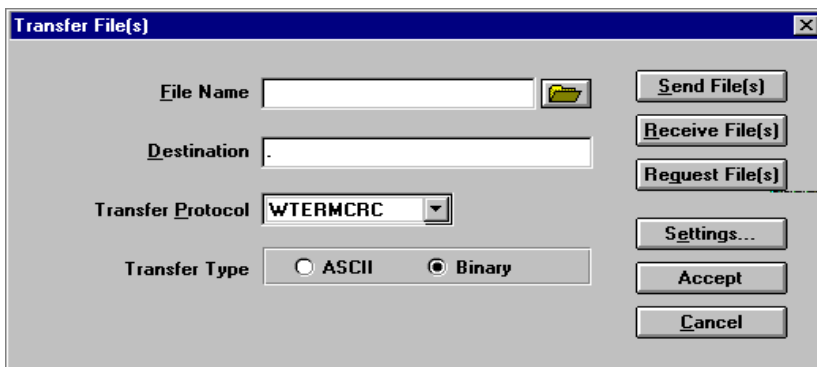 Transfer File(s)
File Name
Send File(s)
Destination
.
Receive File(s)
Request File(s)
Transfer Protocol
WTERMCRC
Settings...
Transfer Type
ASCII
Binary
Accept
Cancel